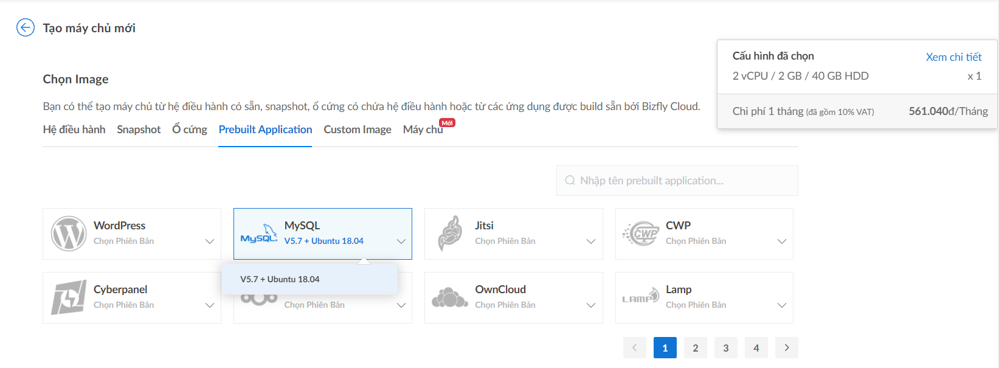 Tạo máy chủ mới
Cấu hình đã chọn
Xem chi tiết
2 vCPU / 2 GB / 40 GB HDD
x 1
Chi phí 1 tháng (đã gồm 10% VAT)
561.040đ/Tháng
Chọn Image
Bạn có thể tạo máy chủ từ hệ điều hành có sẵn, snapshot, ổ cứng có chứa hệ điều hành hoặc từ các ứng dụng được build sẵn bởi Bizfly Cloud.
Hệ điều hành
Snapshot
Ổ cứng
Prebuilt Application
Custom Image
Máy chủ
Mới
Nhập tên prebuilt application...
WordPress
Chọn Phiên Bản
MySQL
MySQL
V5.7 + Ubuntu 18.04
Jitsi
Chọn Phiên Bản
CWP
CWP
Chọn Phiên Bản
V5.7 + Ubuntu 18.04
Cyberpanel
Chọn Phiên Bản
Chọn Phiên Bản
OwnCloud
Chọn Phiên Bản
LAMP
Lamp
Chọn Phiên Bản
1
2
3
4